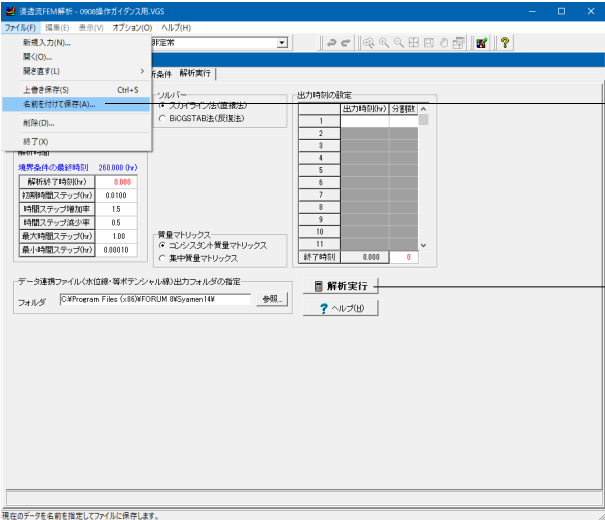 浸透流FEM解析 - 0908操作ガイダンス用.VGS
ファイル(F) 編集(E) 表示(V) オプション(O) ヘルプ(H)
新規入力(N)...
開く(O)...
開き直す(L)
上書き保存(S) Ctrl+S
名前を付けて保存(A)...
削除(D)...
終了(X)
非定常
条件 解析実行
ソルバー
スカイライン法(直接法)
BiCGSTAB法(反復法)
出力時刻の設定
出力時刻(hr) 分割数
1
2
3
4
5
6
7
8
9
10
11
終了時刻 0.000 0
解析時間
境界条件の最終時刻 260.000 (hr)
解析終了時刻(hr) 0.000
初期時間ステップ(hr) 0.0100
時間ステップ増加率 1.5
時間ステップ減少率 0.5
最大時間ステップ(hr) 1.00
最小時間ステップ(hr) 0.00010
質量マトリックス
コンシスタント質量マトリックス
集中質量マトリックス
データ連携ファイル(水位線・等ポテンシャル線)出力フォルダの指定
フォルダ C:¥Program Files (x86)¥FORUM 8¥Syamen14¥ 参照...
解析実行
ヘルプ(H)
現在のデータを名前を指定してファイルに保存します。